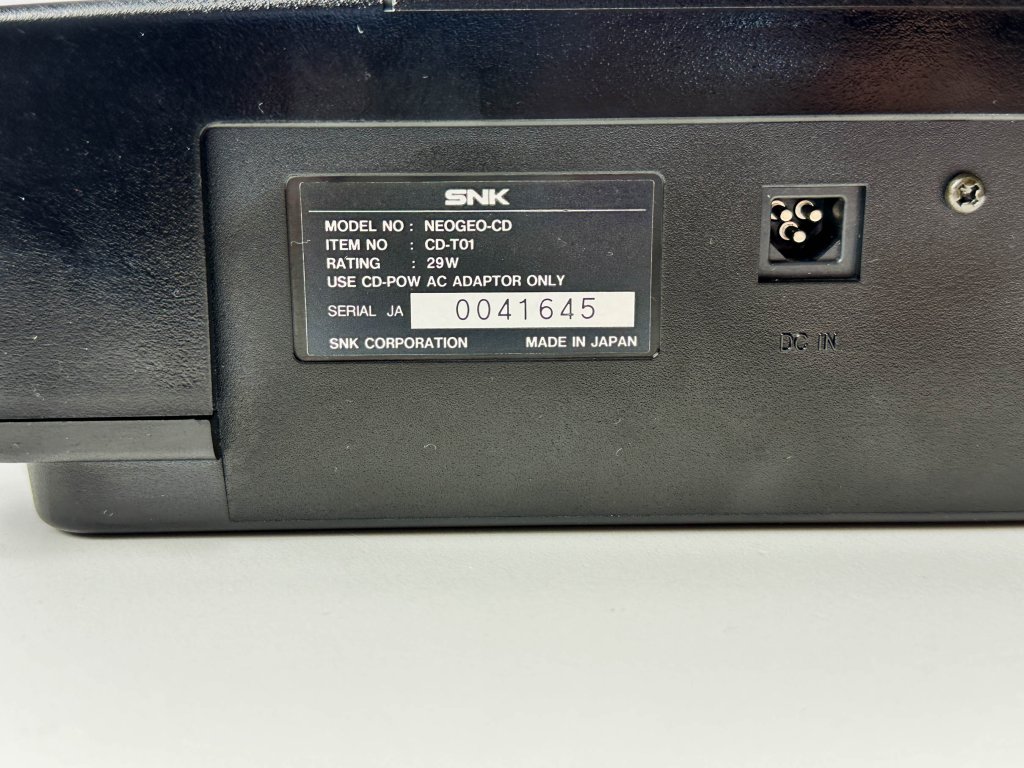 SNK
MODEL NO : NEOGEO-CD
ITEM NO : CD-T01
RATING : 29W
USE CD-POW AC ADAPTOR ONLY
SERIAL JA 0041645
SNK CORPORATION MADE IN JAPAN
DC IN